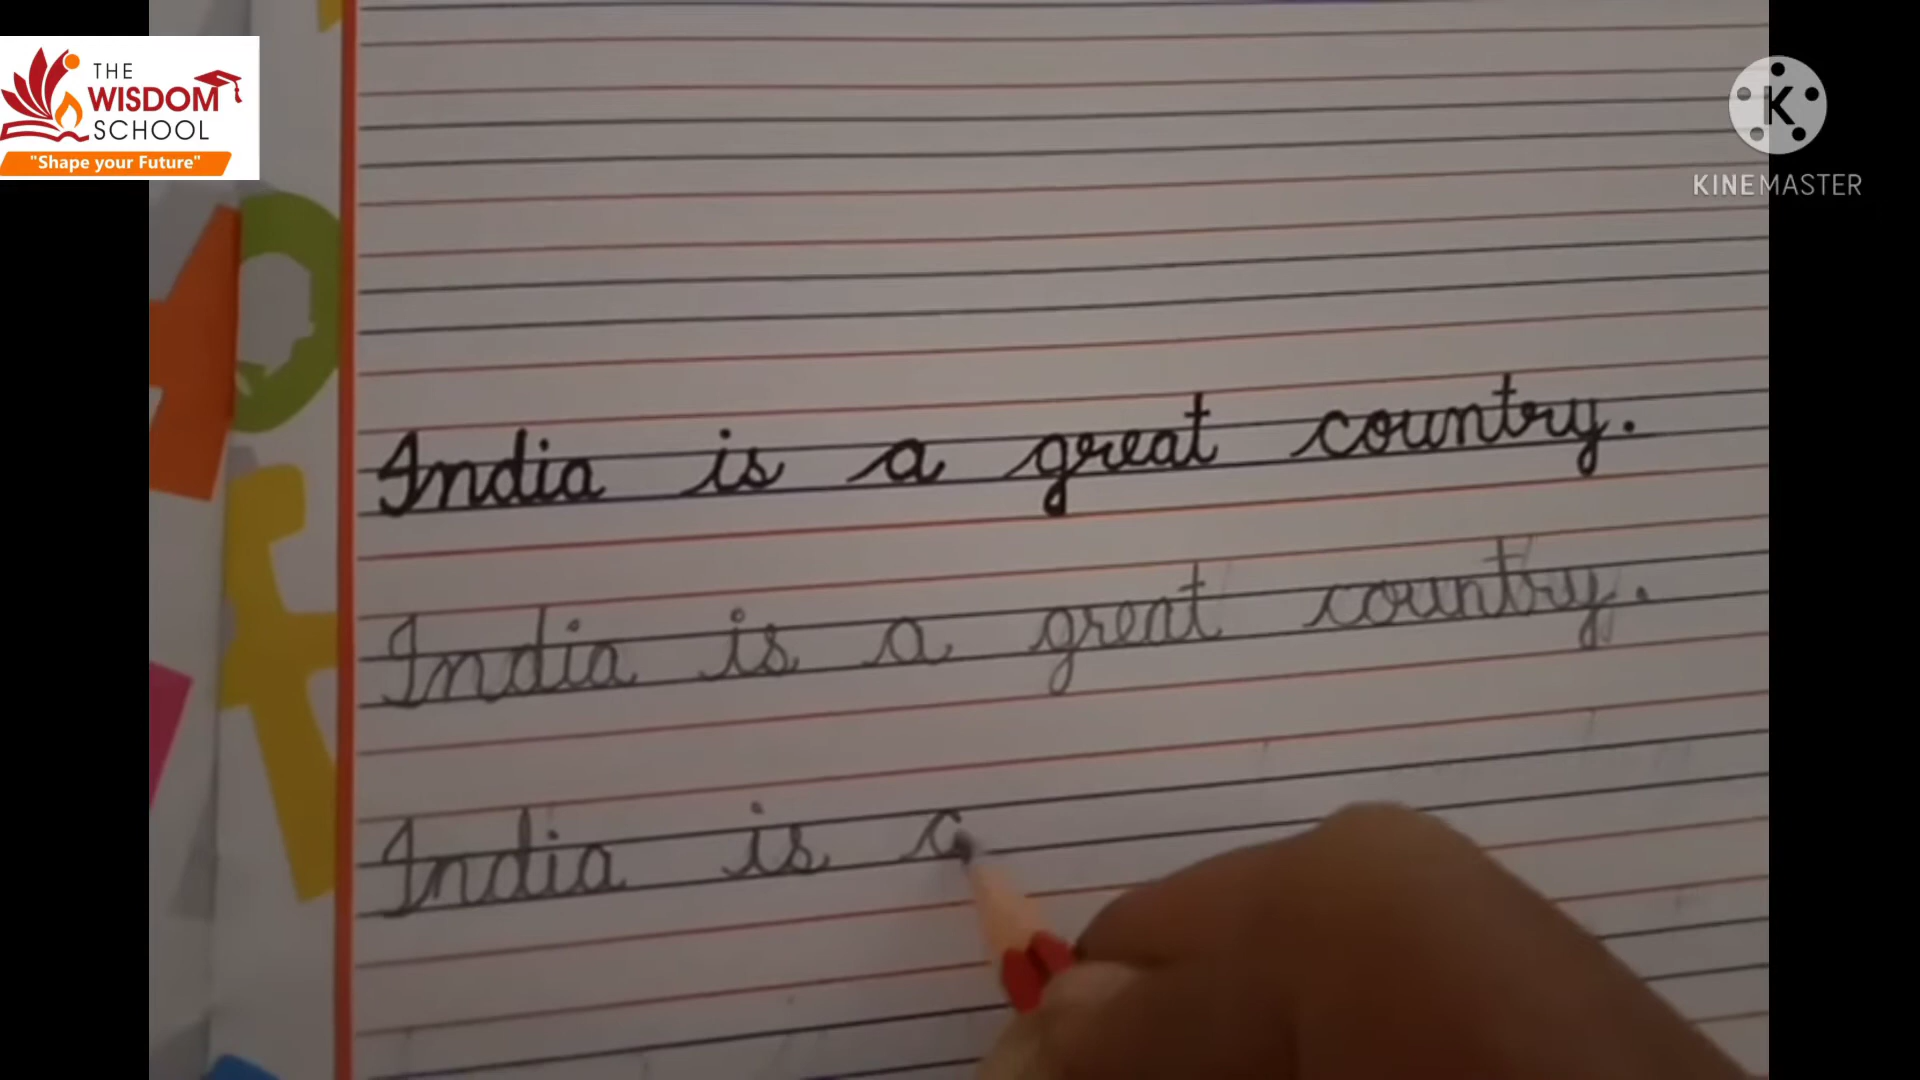 THE
WISDOM
SCHOOL
"Shape your Future"
K
KINEMASTER
India is a great country.
India is a great country.
India is a